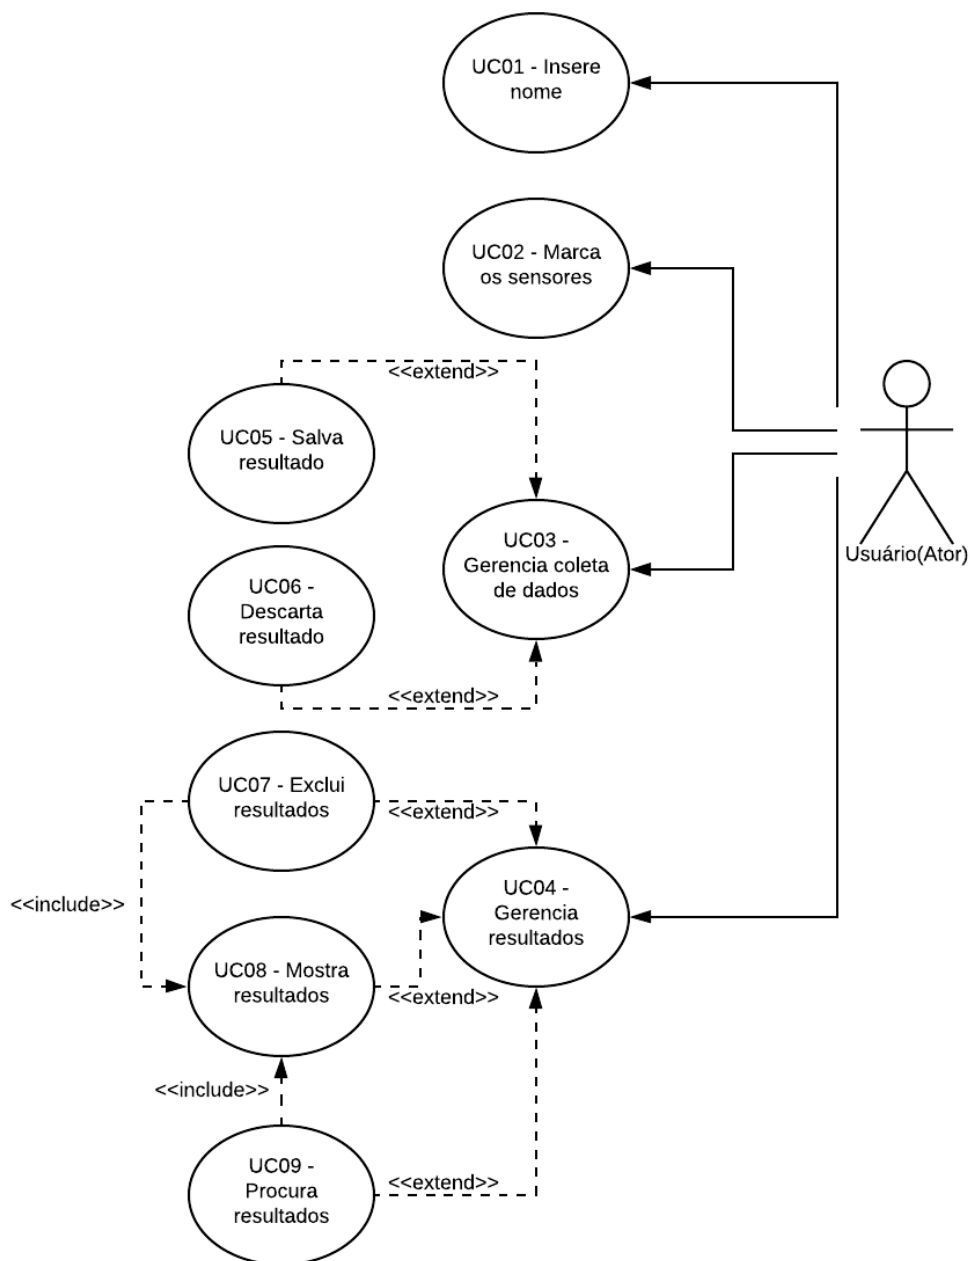 UC01 - Insere
nome
UC02 - Marca
os sensores
<<extend>>
UC05 - Salva
resultado
UC03 -
Gerencia coleta
de dados
Usuário(Ator)
UC06 -
Descarta
resultado
<<extend>>
UC07 - Exclui
resultados
<<extend>>
<<include>>
UC04 -
Gerencia
resultados
UC08 - Mostra
resultados
<<extend>>
<<include>>
UC09 -
Procura
resultados
<<extend>>